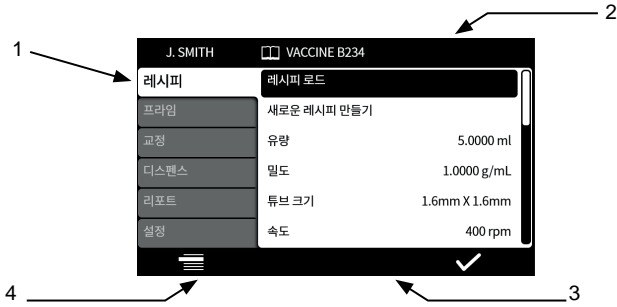 2
1
J. SMITH VACCINE B234
레시피 레시피 로드
프라임 새로운 레시피 만들기
교정 유량 5.0000 ml
디스펜스 밀도 1.0000 g/mL
리포트 튜브 크기 1.6mm X 1.6mm
설정 속도 400 rpm
4 3